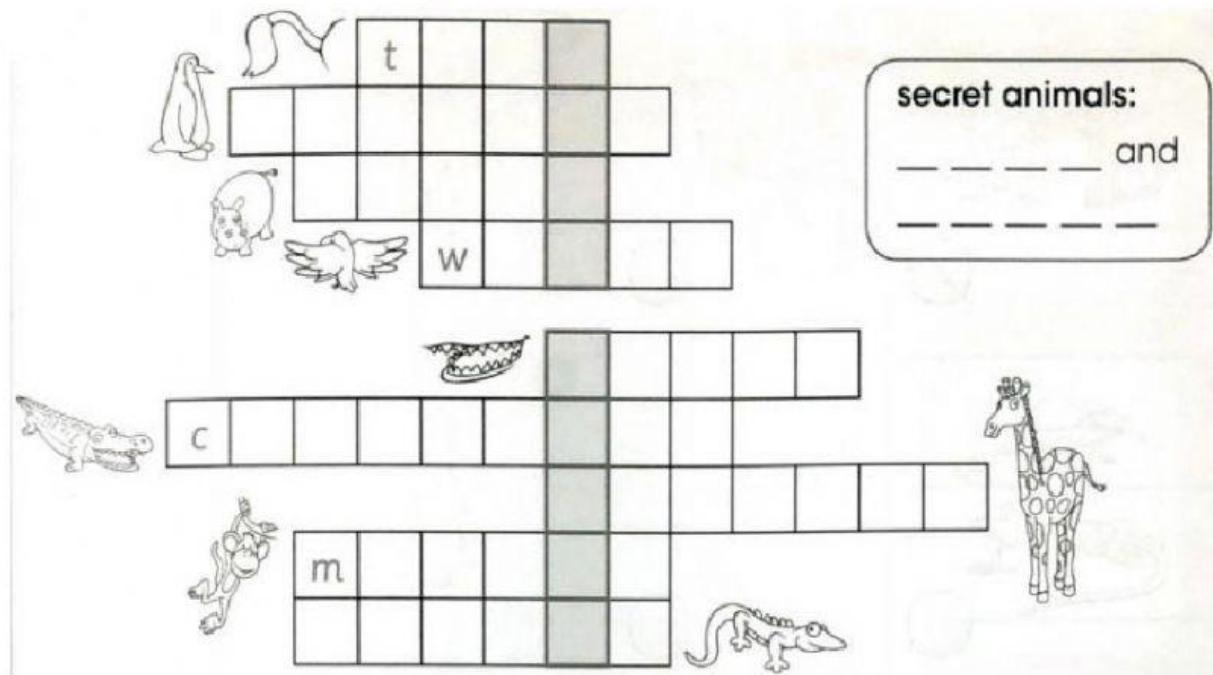 t
secret animals:
_ _ _ _ and
_ _ _ _ _
w
c
m